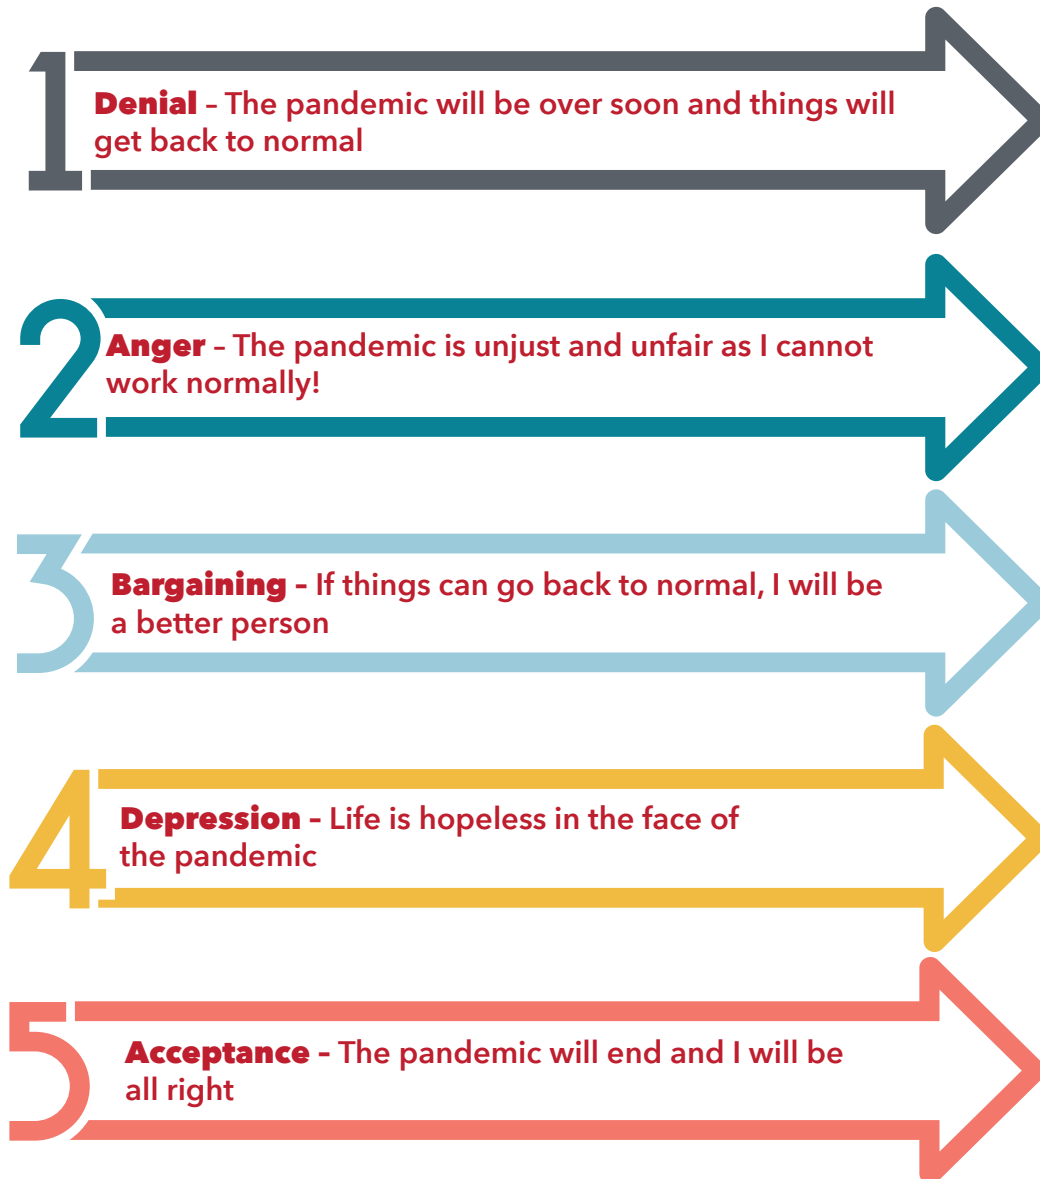 1
Denial – The pandemic will be over soon and things will
get back to normal
2
Anger – The pandemic is unjust and unfair as I cannot
work normally!
3
Bargaining – If things can go back to normal, I will be
a better person
4
Depression – Life is hopeless in the face of
the pandemic
5
Acceptance – The pandemic will end and I will be
all right